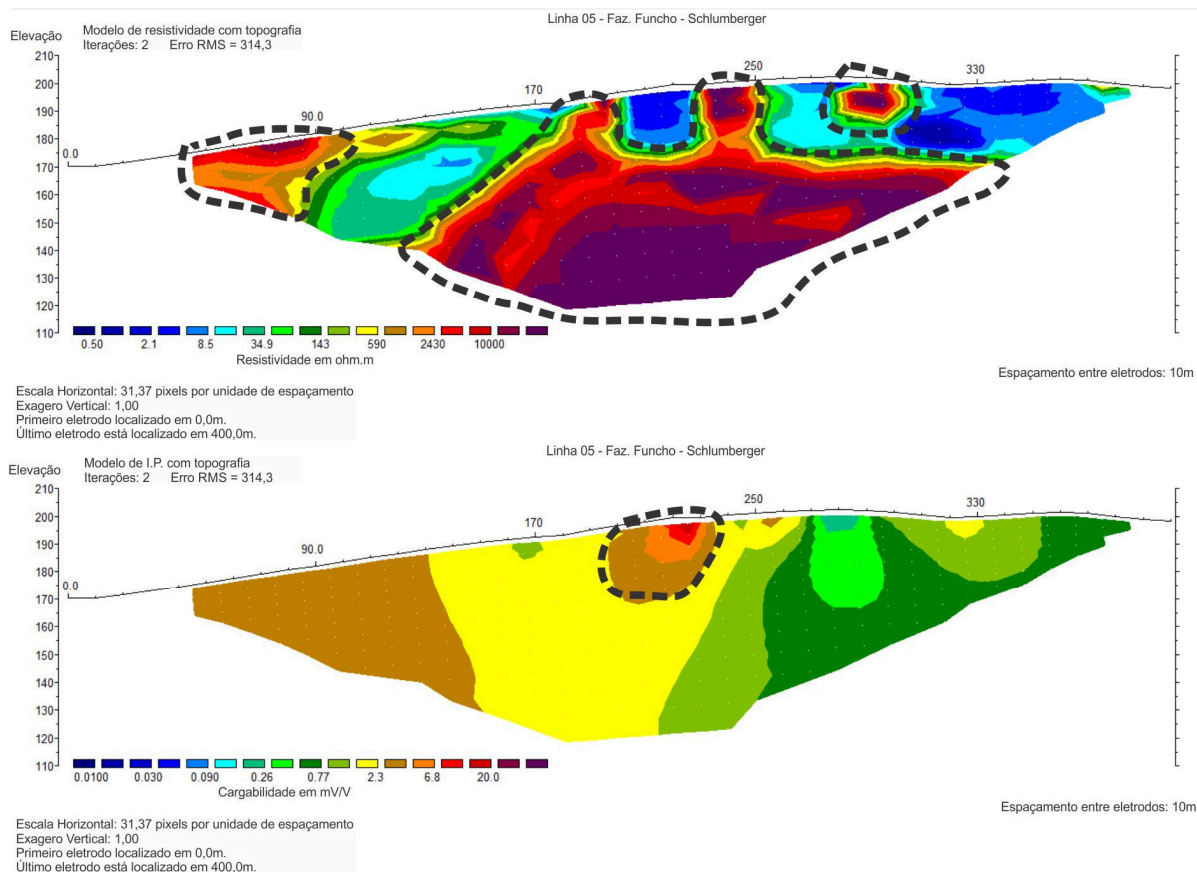 Linha 05 - Faz. Funcho - Schlumberger
Elevação
Modelo de resistividade com topografia
Iterações: 2 Erro RMS = 314,3
210
200
190
180
170
160
150
140
130
120
110
0.0
90.0
170
250
330
0.50 2.1 8.5 34.9 143 590 2430 10000
Resistividade em ohm.m
Espaçamento entre eletrodos: 10m
Escala Horizontal: 31,37 pixels por unidade de espaçamento
Exagero Vertical: 1,00
Primeiro eletrodo localizado em 0,0m.
Último eletrodo está localizado em 400,0m.
Linha 05 - Faz. Funcho - Schlumberger
Elevação
Modelo de I.P. com topografia
Iterações: 2 Erro RMS = 314,3
210
200
190
180
170
160
150
140
130
120
110
0.0
90.0
170
250
330
0.0100 0.030 0.090 0.26 0.77 2.3 6.8 20.0
Cargabilidade em mV/V
Espaçamento entre eletrodos: 10m
Escala Horizontal: 31,37 pixels por unidade de espaçamento
Exagero Vertical: 1,00
Primeiro eletrodo localizado em 0,0m.
Último eletrodo está localizado em 400,0m.